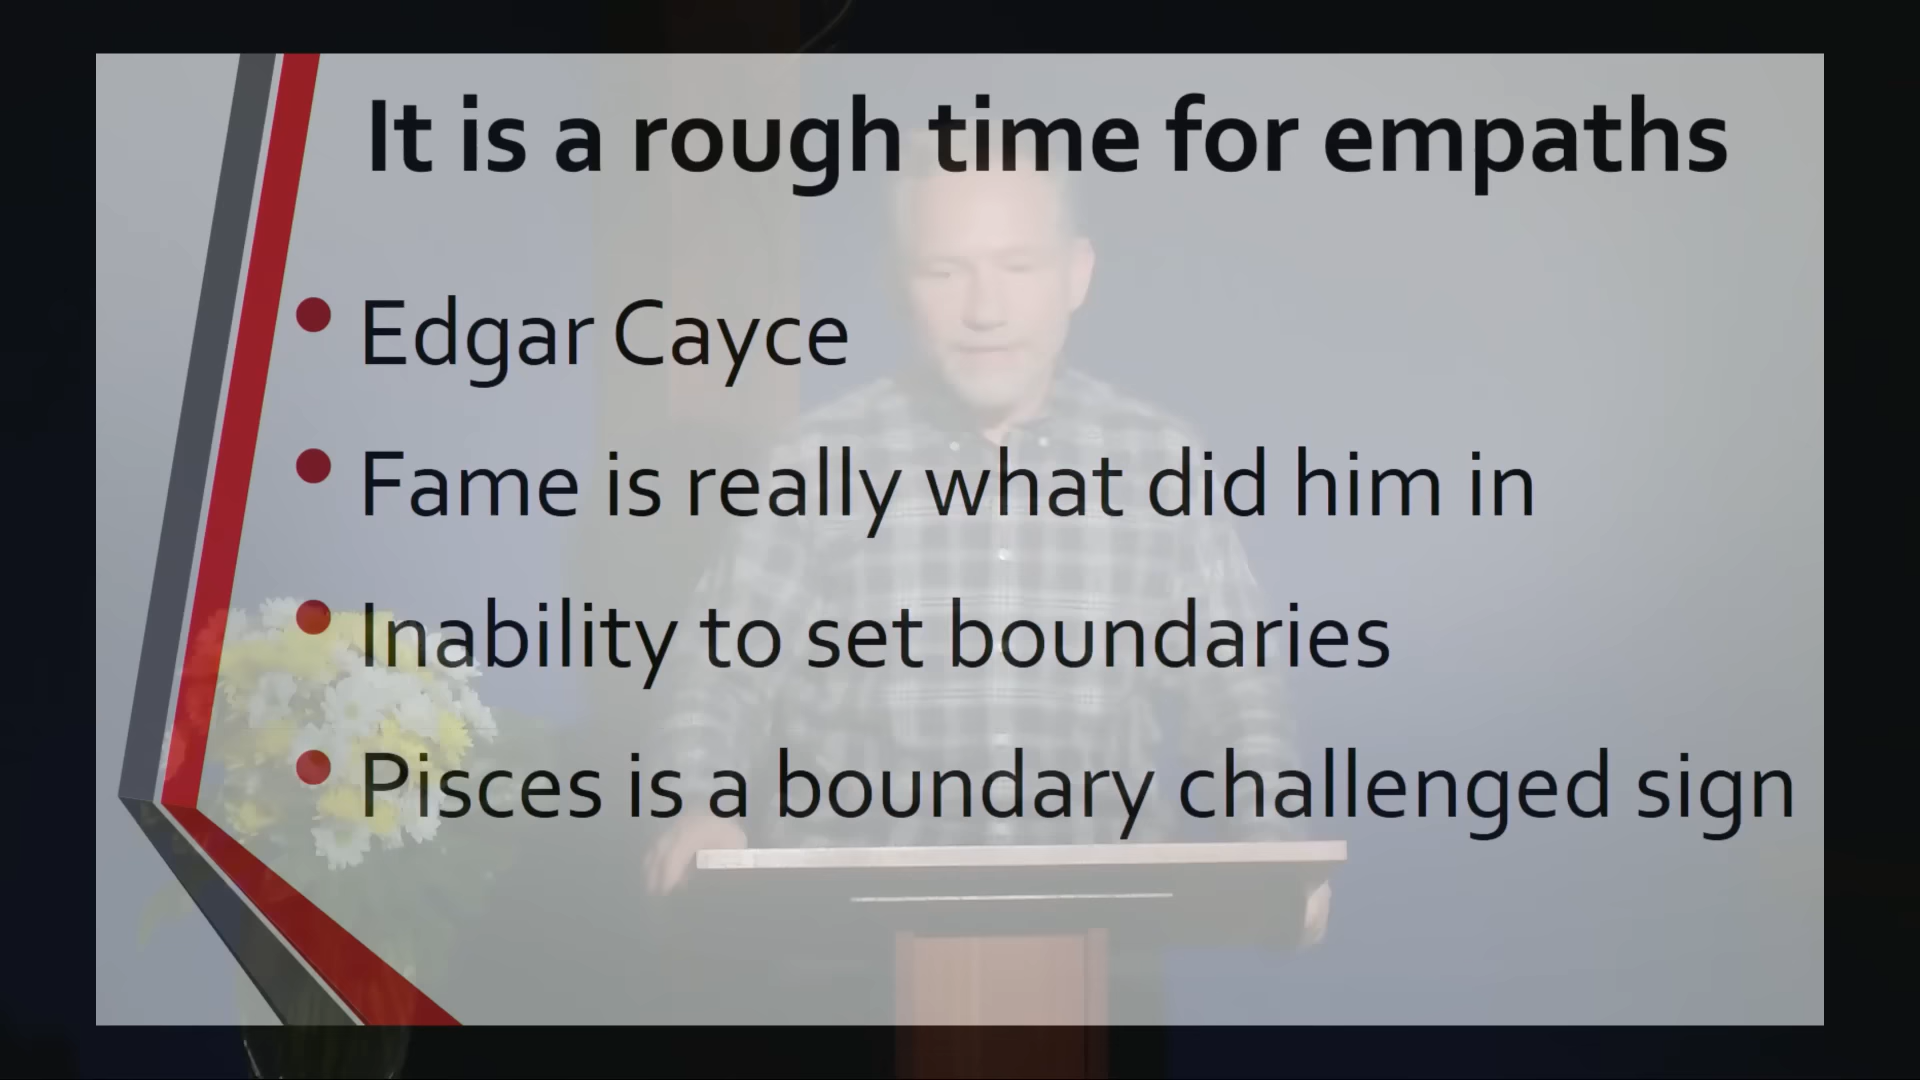 It is a rough time for empaths
Edgar Cayce
Fame is really what did him in
Inability to set boundaries
Pisces is a boundary challenged sign